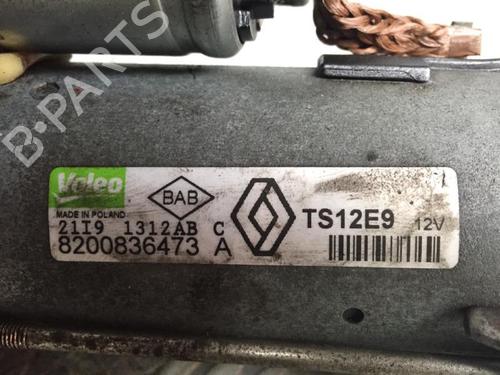 B-PARTS
Valeo
MADE IN POLAND
BAB
TS12E9
12V
21I9 1312AB C
8200836473 A